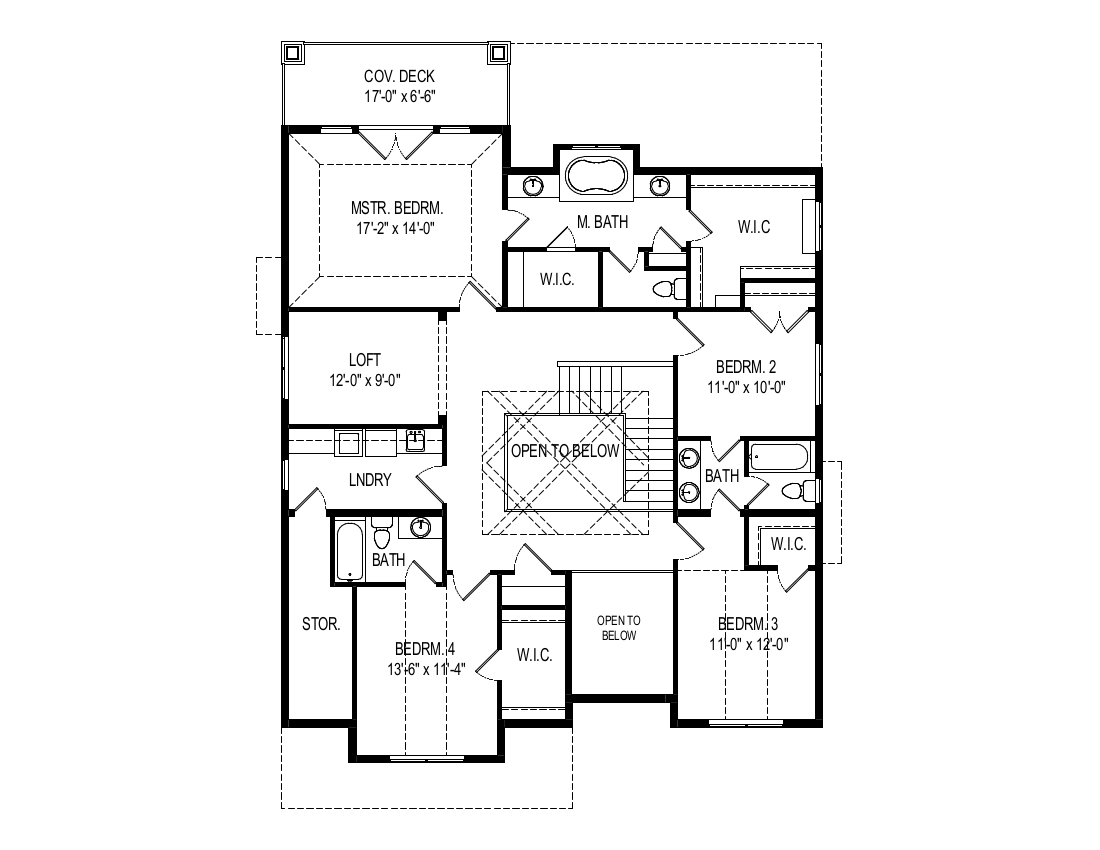 COV. DECK
17'-0" x 6'-6"
MSTR. BEDRM.
17'-2" x 14'-0"
M. BATH
W.I.C
W.I.C.
LOFT
12'-0" x 9'-0"
BEDRM. 2
11'-0" x 10'-0"
OPEN TO BELOW
LNDRY
BATH
BATH
W.I.C.
STOR.
BEDRM. 4
13'-6" x 11'-4"
W.I.C.
OPEN TO
BELOW
BEDRM. 3
11'-0" x 12'-0"